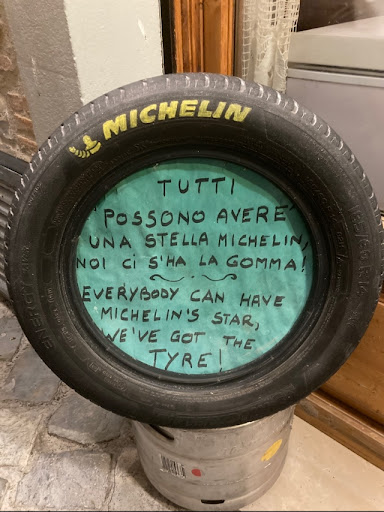 MICHELIN
TUTTI
POSSONO AVERE
UNA STELLA MICHELIN,
NOI CI S'HA LA GOMMA!
EVERYBODY CAN HAVE
MICHELIN'S STAR,
WE'VE GOT THE
TYRE!
ENERGY